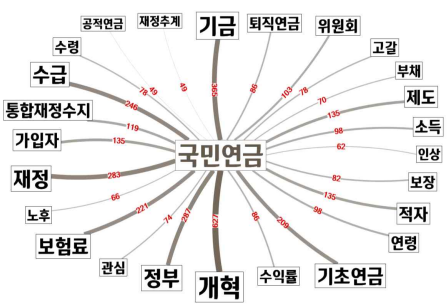 공적연금
재정추계
기금
퇴직연금
위원회
수령
고갈
수급
부채
제도
통합재정수지
소득
가입자
인상
국민연금
재정
보장
노후
적자
보험료
연령
관심
정부
개혁
수익률
기초연금
49
49
365
86
103
78
78
246
70
135
119
98
135
62
283
82
66
135
221
98
74
287
627
86
209